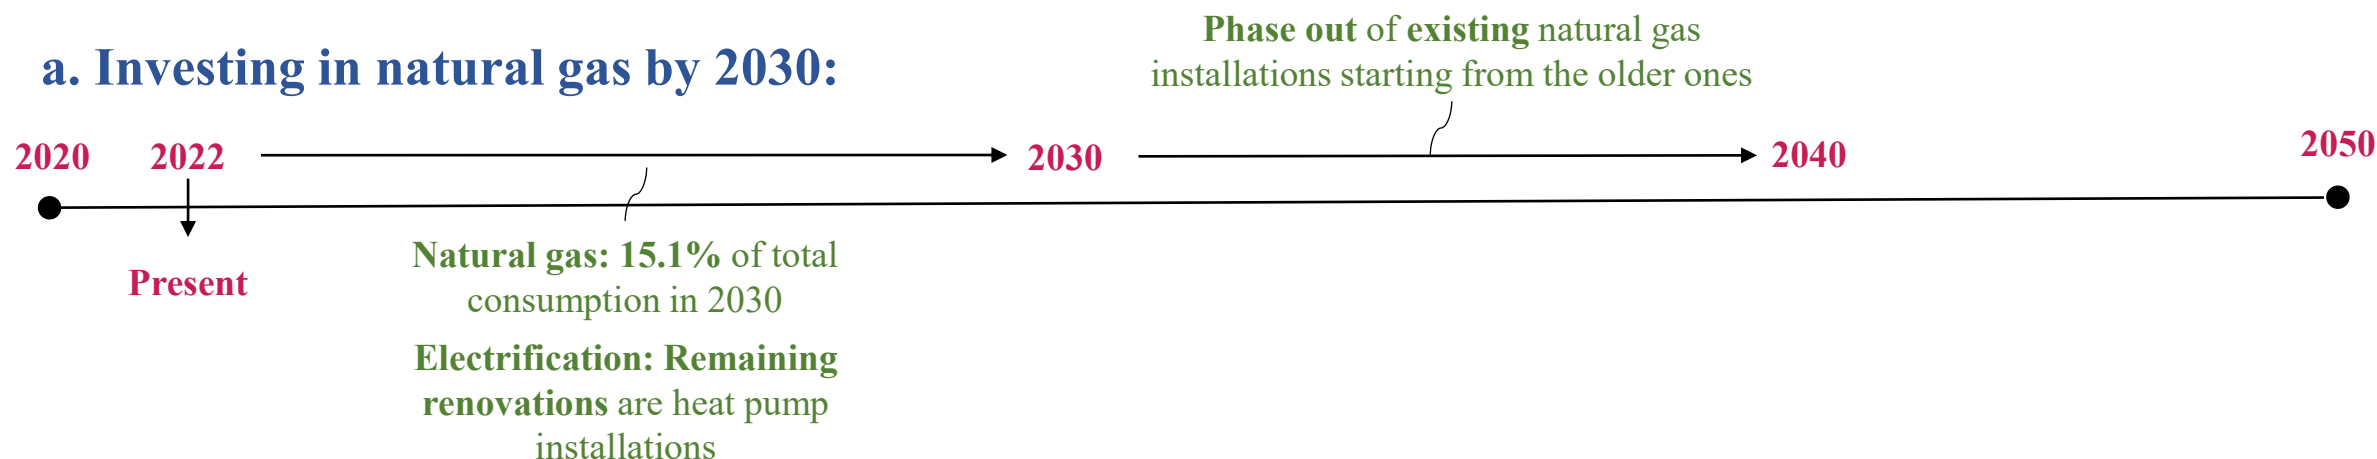 a. Investing in natural gas by 2030:
Phase out of existing natural gas
installations starting from the older ones
2020
2022
2030
2040
2050
Present
Natural gas: 15.1% of total
consumption in 2030
Electrification: Remaining
renovations are heat pump
installations